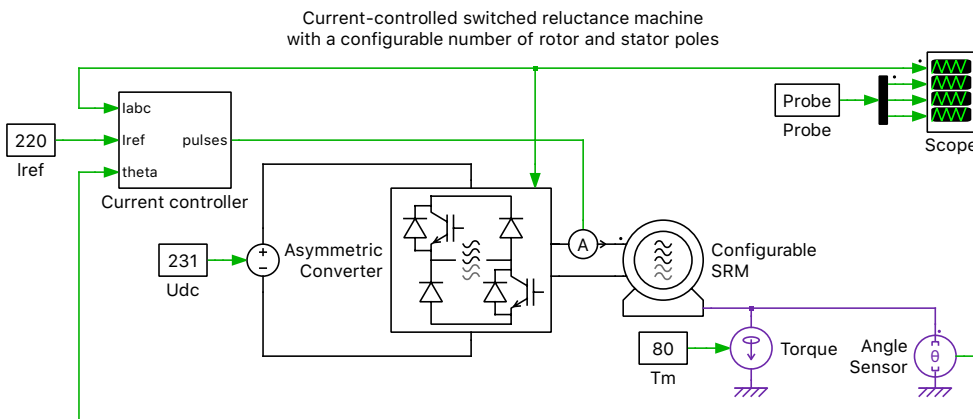 Current-controlled switched reluctance machine
with a configurable number of rotor and stator poles
Iabc
Iref
pulses
theta
220
Iref
Current controller
Probe
Probe
Scope
231
Udc
+
−
Asymmetric
Converter
A
Configurable
SRM
80
Tm
Torque
Angle
Sensor
θ